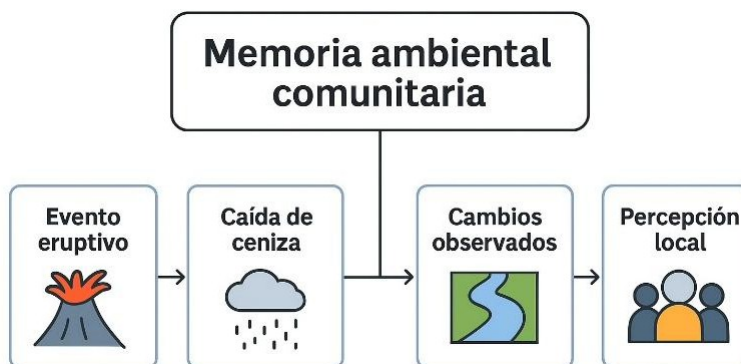 Memoria ambiental
comunitaria
Evento
eruptivo
Caída de
ceniza
Cambios
observados
Percepción
local